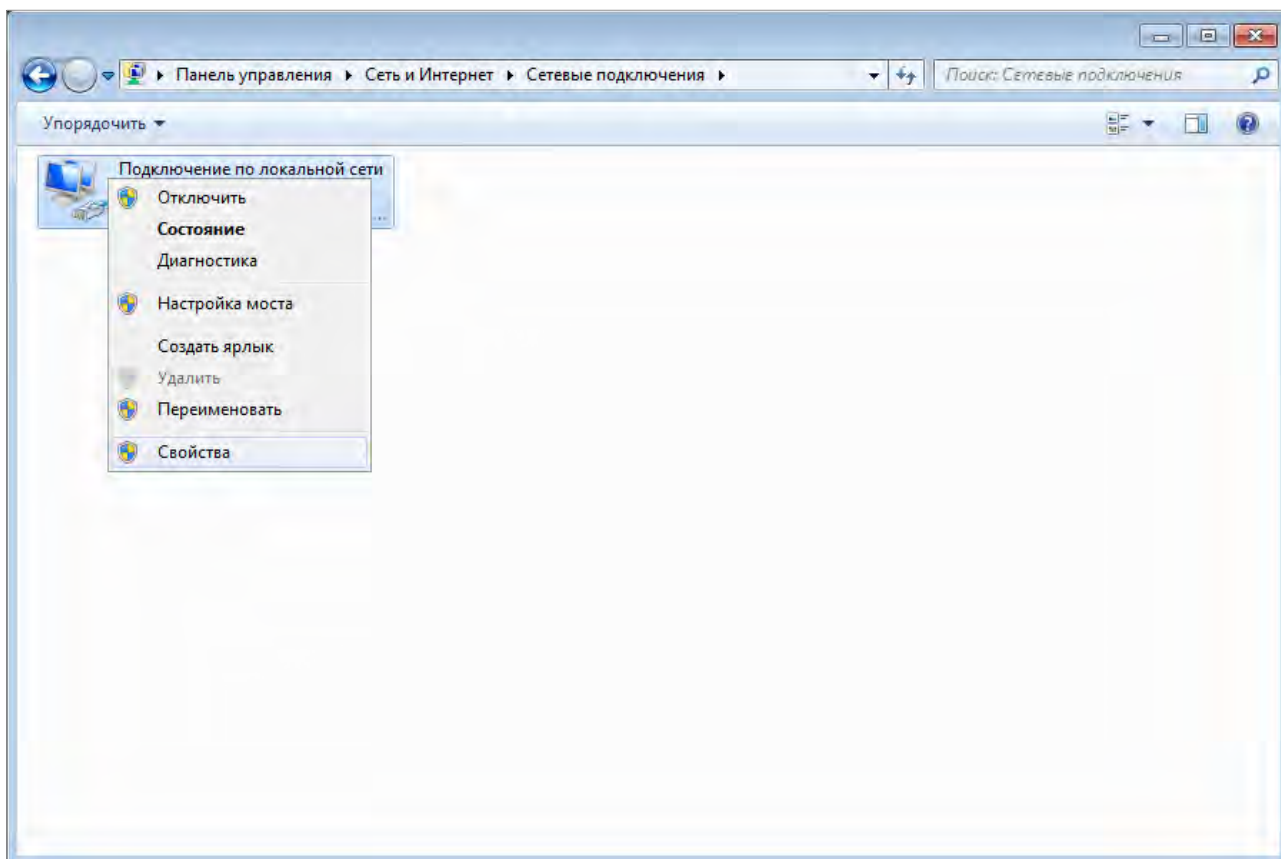 Панель управления ▸ Сеть и Интернет ▸ Сетевые подключения ▸
Поиск: Сетевые подключения
Упорядочить
Подключение по локальной сети
Отключить
...
Состояние
Диагностика
Настройка моста
Создать ярлык
Удалить
Переименовать
Свойства